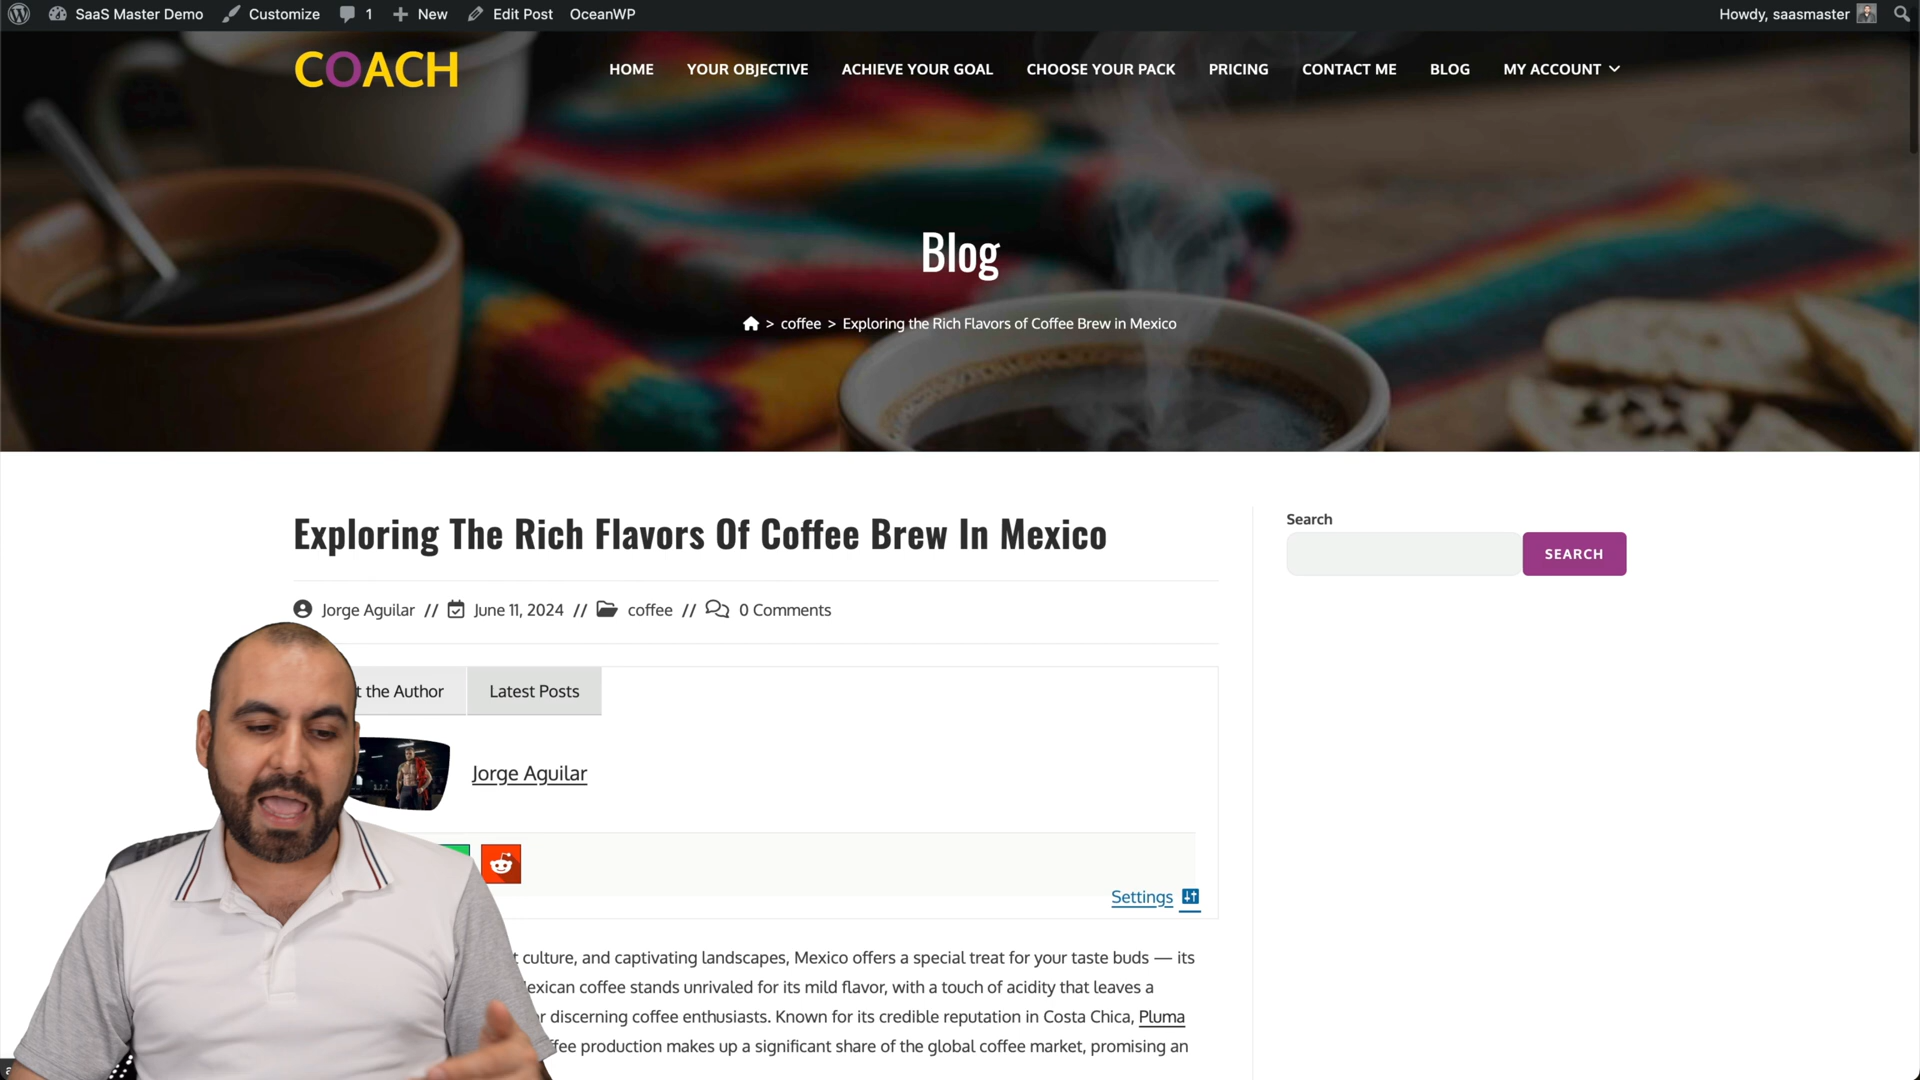 SaaS Master Demo Customize 1 New Edit Post OceanWP Howdy, saasmaster
COACH HOME YOUR OBJECTIVE ACHIEVE YOUR GOAL CHOOSE YOUR PACK PRICING CONTACT ME BLOG MY ACCOUNT
Blog
> coffee > Exploring the Rich Flavors of Coffee Brew in Mexico
Exploring The Rich Flavors Of Coffee Brew In Mexico
Jorge Aguilar // June 11, 2024 // coffee // 0 Comments
Search
SEARCH
the Author Latest Posts
Jorge Aguilar
Settings
culture, and captivating landscapes, Mexico offers a special treat for your taste buds — its
coffee stands unrivaled for its mild flavor, with a touch of acidity that leaves a
discerning coffee enthusiasts. Known for its credible reputation in Costa Chica, Pluma
production makes up a significant share of the global coffee market, promising an